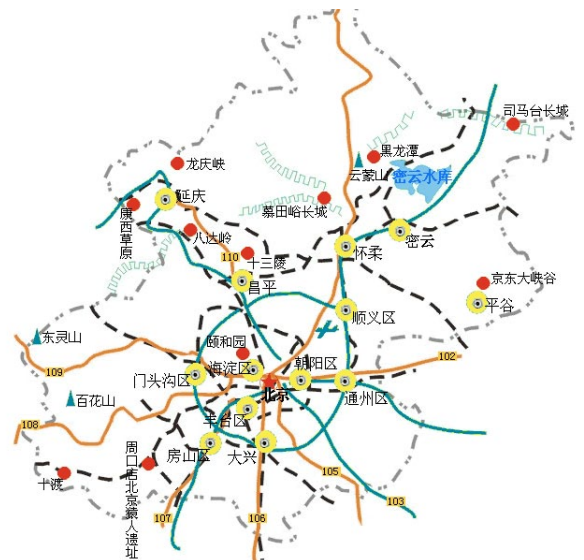 司马台长城
黑龙潭
龙庆峡
云蒙山
密云水库
延庆
慕田峪长城
康西草原
八达岭
密云
怀柔
110
十三陵
昌平
京东大峡谷
平谷
顺义区
东灵山
颐和园
102
109
海淀区
朝阳区
门头沟区
北京
通州区
百花山
丰台区
108
房山区
大兴
周口店北京猿人遗址
十渡
105
103
107
106